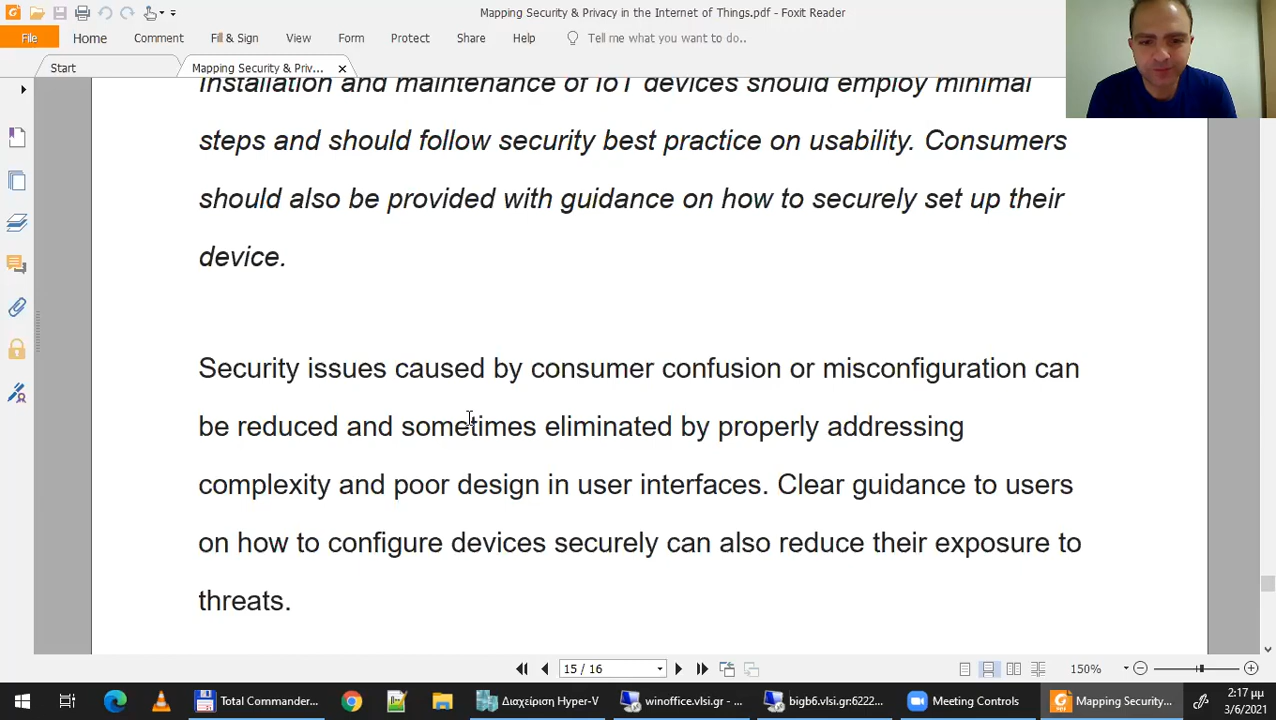 Mapping Security & Privacy in the Internet of Things.pdf - Foxit Reader
File Home Comment Fill & Sign View Form Protect Share Help Tell me what you want to do..
Start Mapping Security & Priv...
Installation and maintenance of IoT devices should employ minimal
steps and should follow security best practice on usability. Consumers
should also be provided with guidance on how to securely set up their
device.
Security issues caused by consumer confusion or misconfiguration can
be reduced and sometimes eliminated by properly addressing
complexity and poor design in user interfaces. Clear guidance to users
on how to configure devices securely can also reduce their exposure to
threats.
15 / 16 150%
Total Commander... Διαχείριση Hyper-V winoffice.vlsi.gr - ... bigb6.vlsi.gr:6222... Meeting Controls Mapping Security... 2:17 μμ
3/6/2021